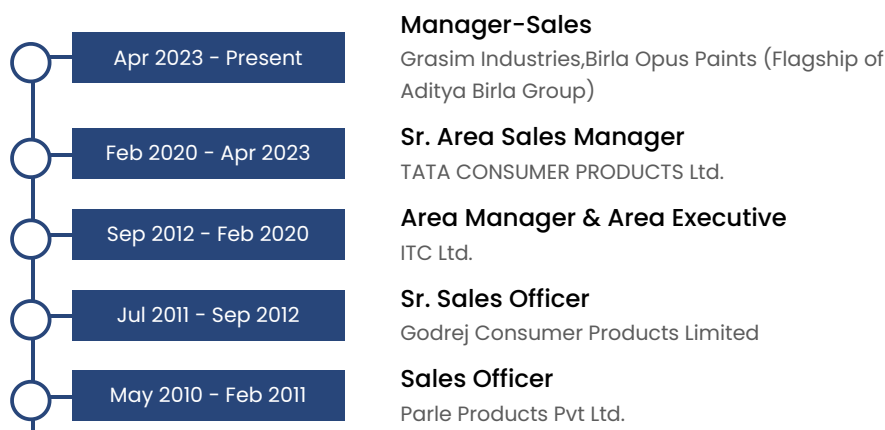 Manager-Sales
Apr 2023 - Present
Grasim Industries,Birla Opus Paints (Flagship of
Aditya Birla Group)
Sr. Area Sales Manager
Feb 2020 - Apr 2023
TATA CONSUMER PRODUCTS Ltd.
Area Manager & Area Executive
Sep 2012 - Feb 2020
ITC Ltd.
Sr. Sales Officer
Jul 2011 - Sep 2012
Godrej Consumer Products Limited
Sales Officer
May 2010 - Feb 2011
Parle Products Pvt Ltd.